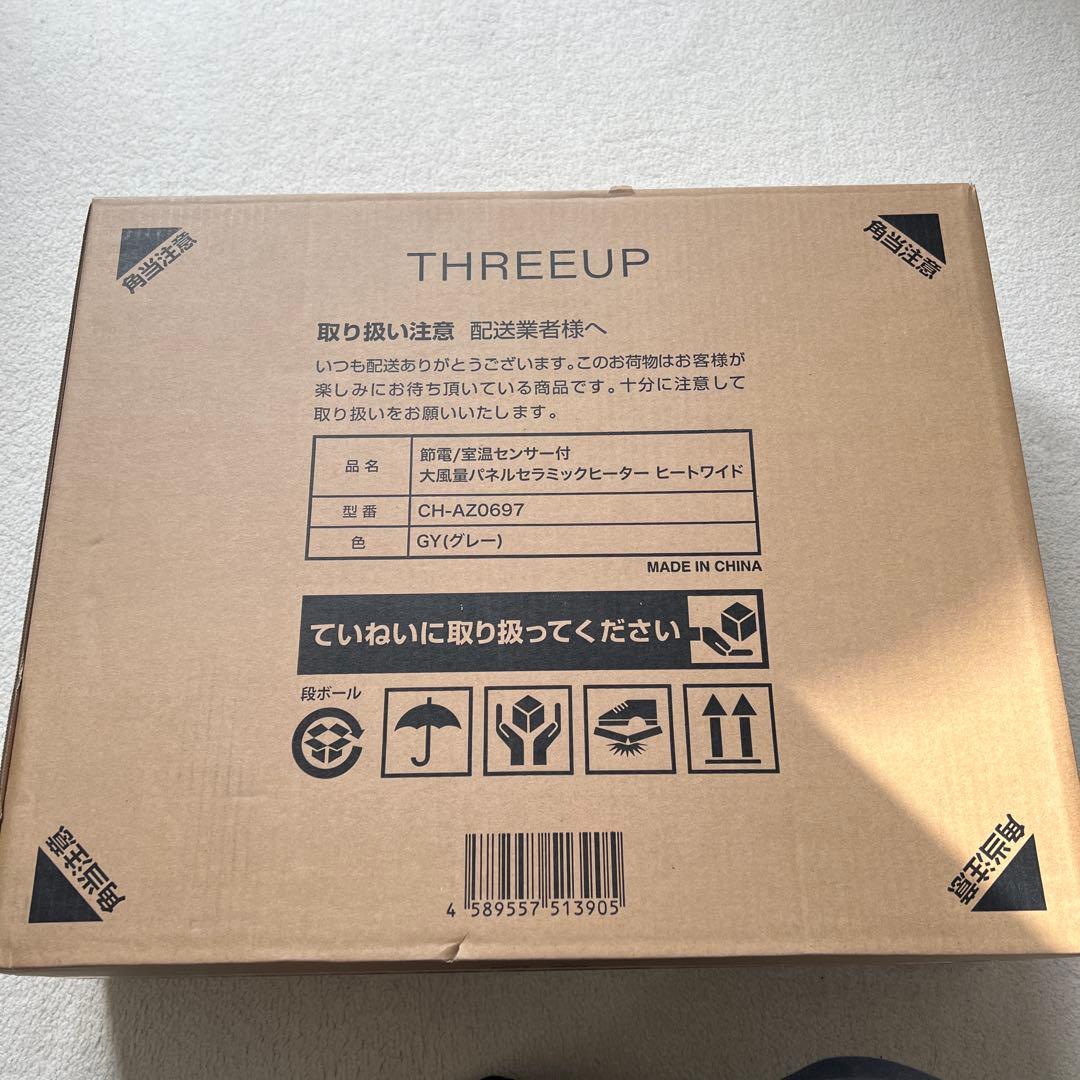 角当注意
角当注意
THREEUP
取り扱い注意 配送業者様へ
いつも配送ありがとうございます。このお荷物はお客様が
楽しみにお待ち頂いている商品です。十分に注意して
取り扱いをお願いいたします。
品名 節電/室温センサー付
大風量パネルセラミックヒーター ヒートワイド
型番 CH-AZ0697
色 GY(グレー)
MADE IN CHINA
ていねいに取り扱ってください
段ボール
角当注意
角当注意
4 589557 513905